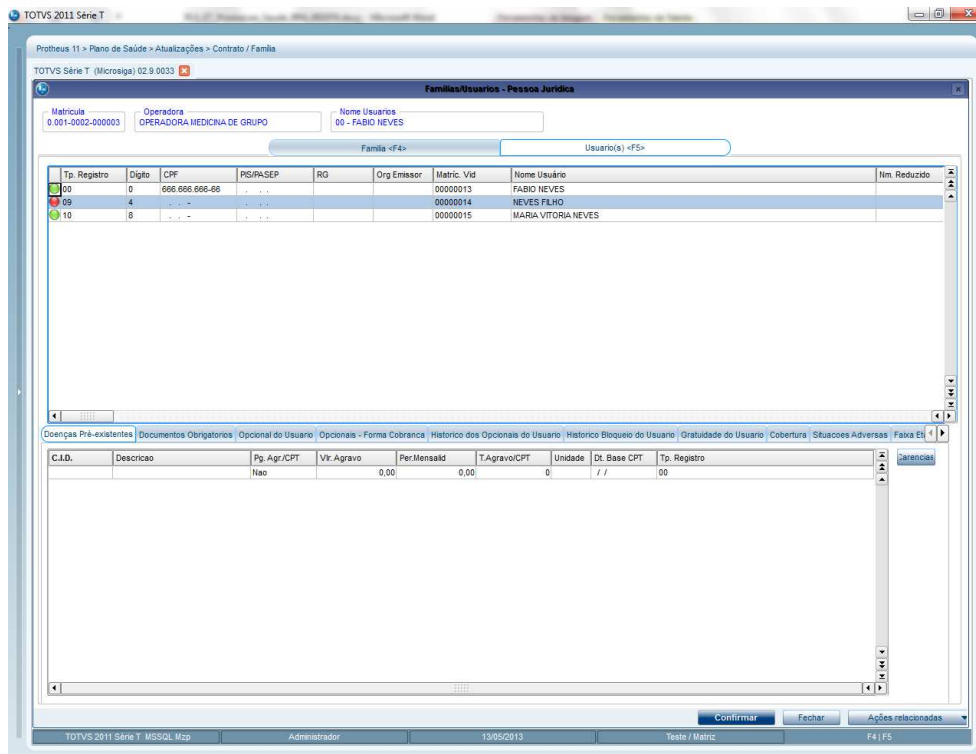 TOTVS 2011 Série T
Protheus 11 > Plano de Saúde > Atualizações > Contrato / Família
TOTVS Série T (Microsiga) 02.9.0033
Familias/Usuarios - Pessoa Juridica
Matricula Operadora Nome Usuarios
0.001-0002-000003 OPERADORA MEDICINA DE GRUPO 00 - FABIO NEVES
Familia <F4> Usuario(s) <F5>
Tp. Registro Dígito CPF PIS/PASEP RG Org Emissor Matríc. Vid Nome Usuário Nm. Reduzido
00 0 666.666.666-66 . . . 00000013 FABIO NEVES
09 4 . . - . . . 00000014 NEVES FILHO
10 8 . . - . . . 00000015 MARIA VITORIA NEVES
Doenças Pré-existentes Documentos Obrigatorios Opcional do Usuario Opcionais - Forma Cobranca Historico dos Opcionais do Usuario Historico Bloqueio do Usuario Gratuidade do Usuario Cobertura Situacoes Adversas Faixa Et
C.I.D. Descricao Pg. Agr./CPT Vlr. Agravo Per.Mensalid T.Agravo/CPT Unidade Dt. Base CPT Tp. Registro Carencias
Nao 0,00 0,00 0 / / 00
Confirmar Fechar Ações relacionadas
TOTVS 2011 Série T MSSQL Mzp Administrador 13/05/2013 Teste / Matriz F4 | F5